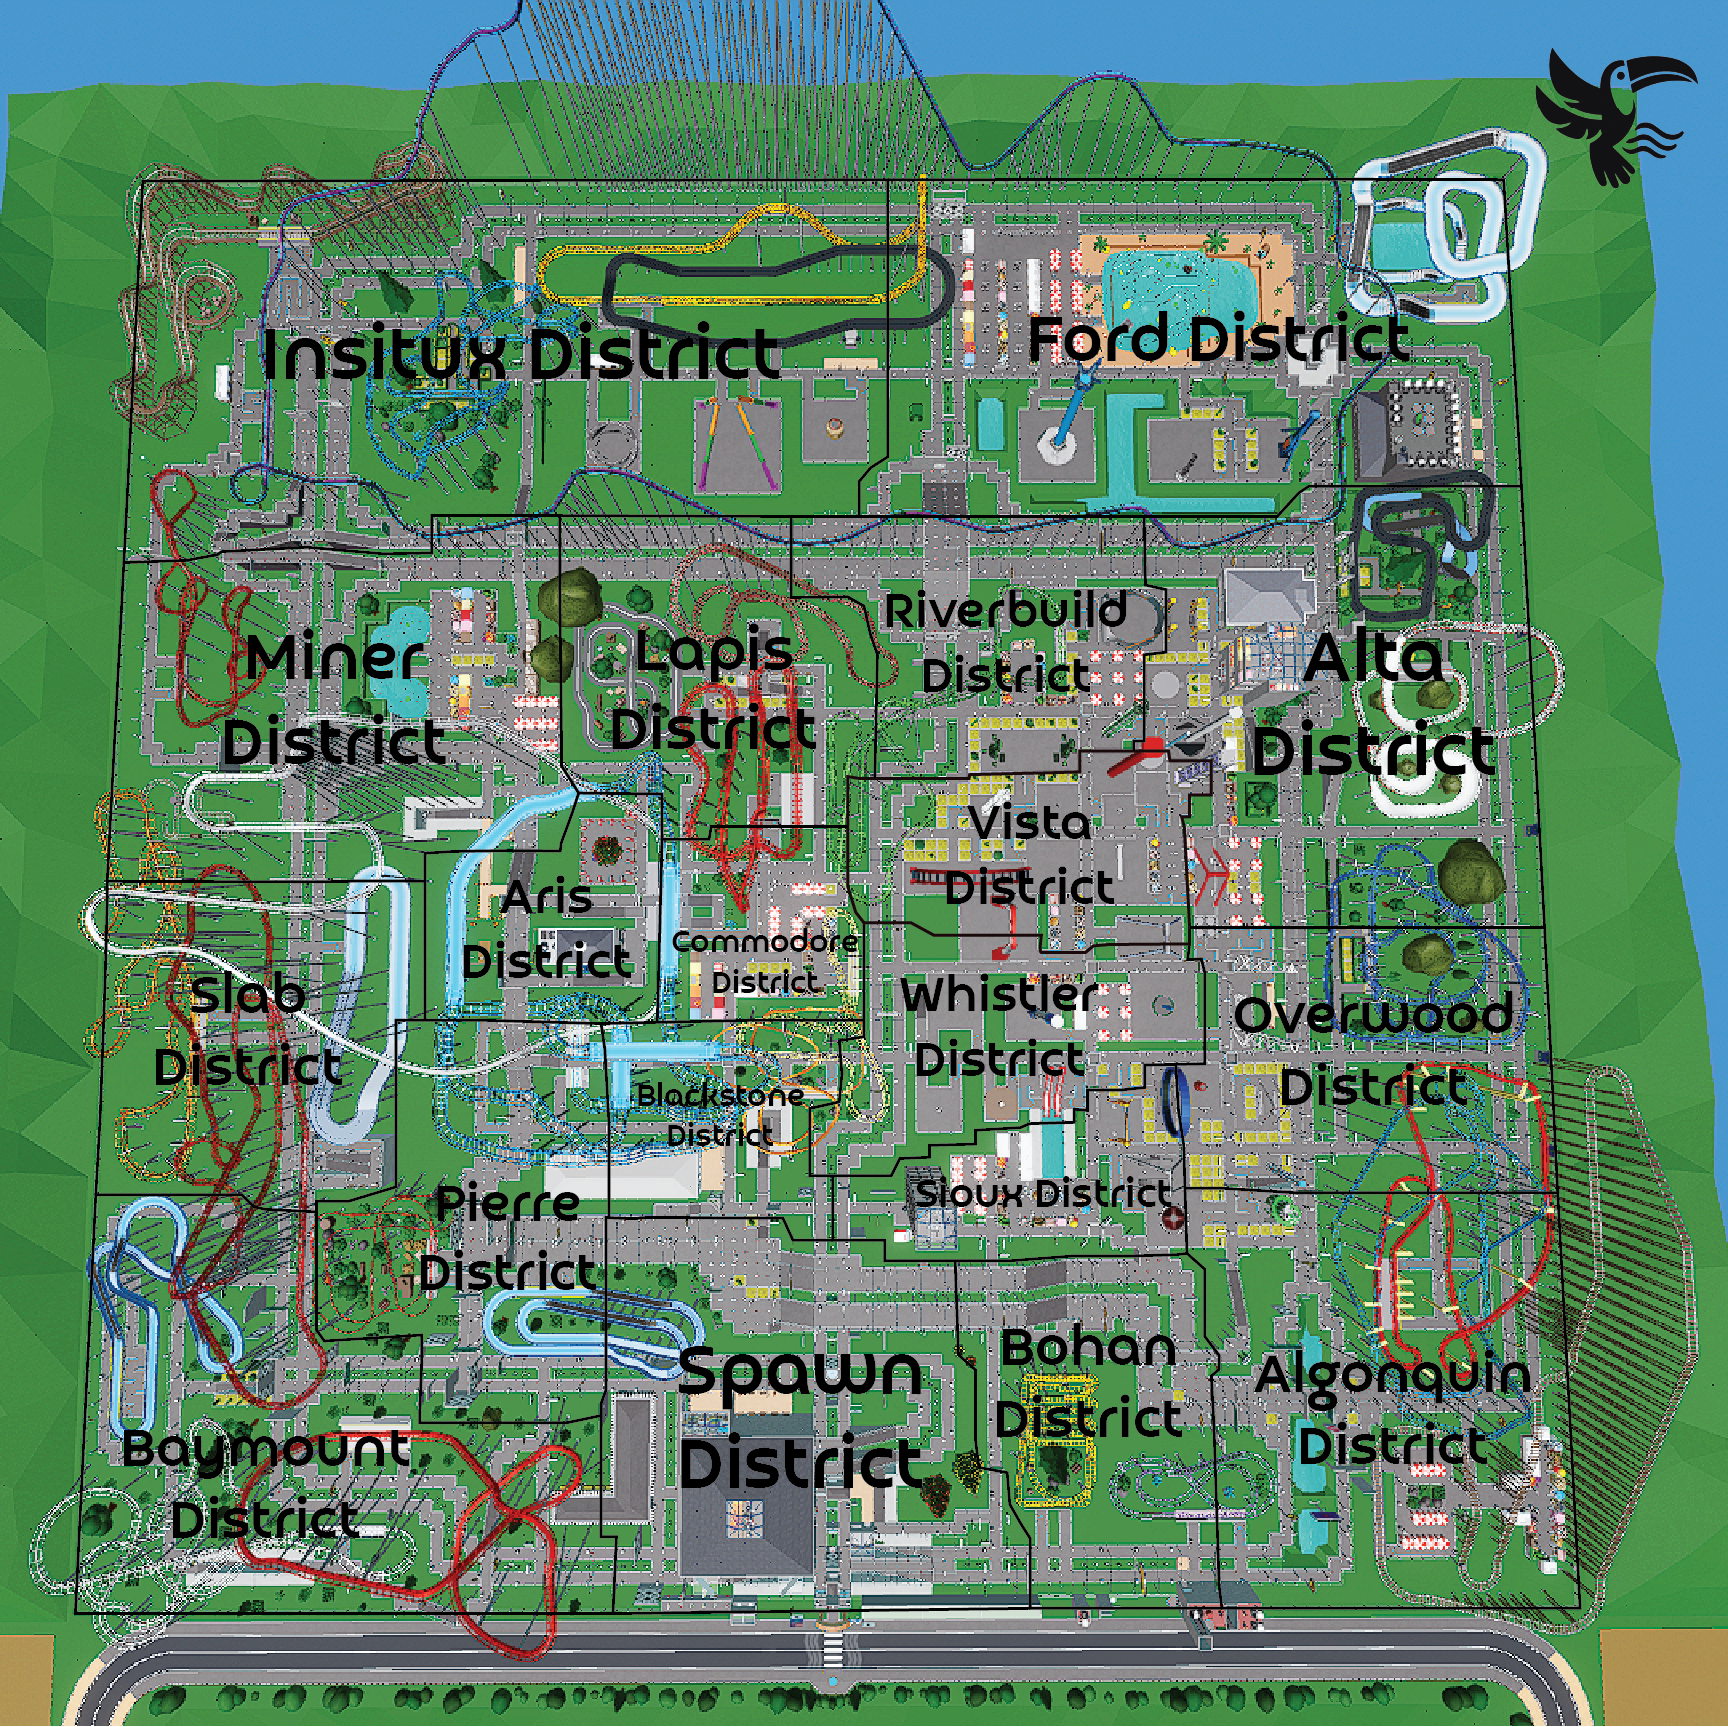 Insitux District
Ford District
Miner
District
Lapis
District
Riverbuild
District
Alta
District
Vista
District
Aris
District
Commodore
District
Slab
District
Whistler
District
Overwood
District
Blackstone
District
Pierre
District
Sioux District
Spawn
District
Bohan
District
Algonquin
District
Baymount
District